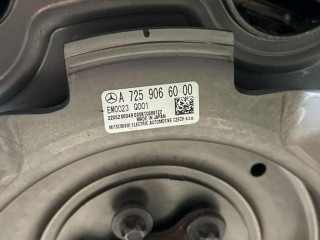 A 725 906 60 00
EM0023 Q001
MADE IN JAPAN
MITSUBISHI ELECTRIC AUTOMOTIVE CZECH s.r.o.